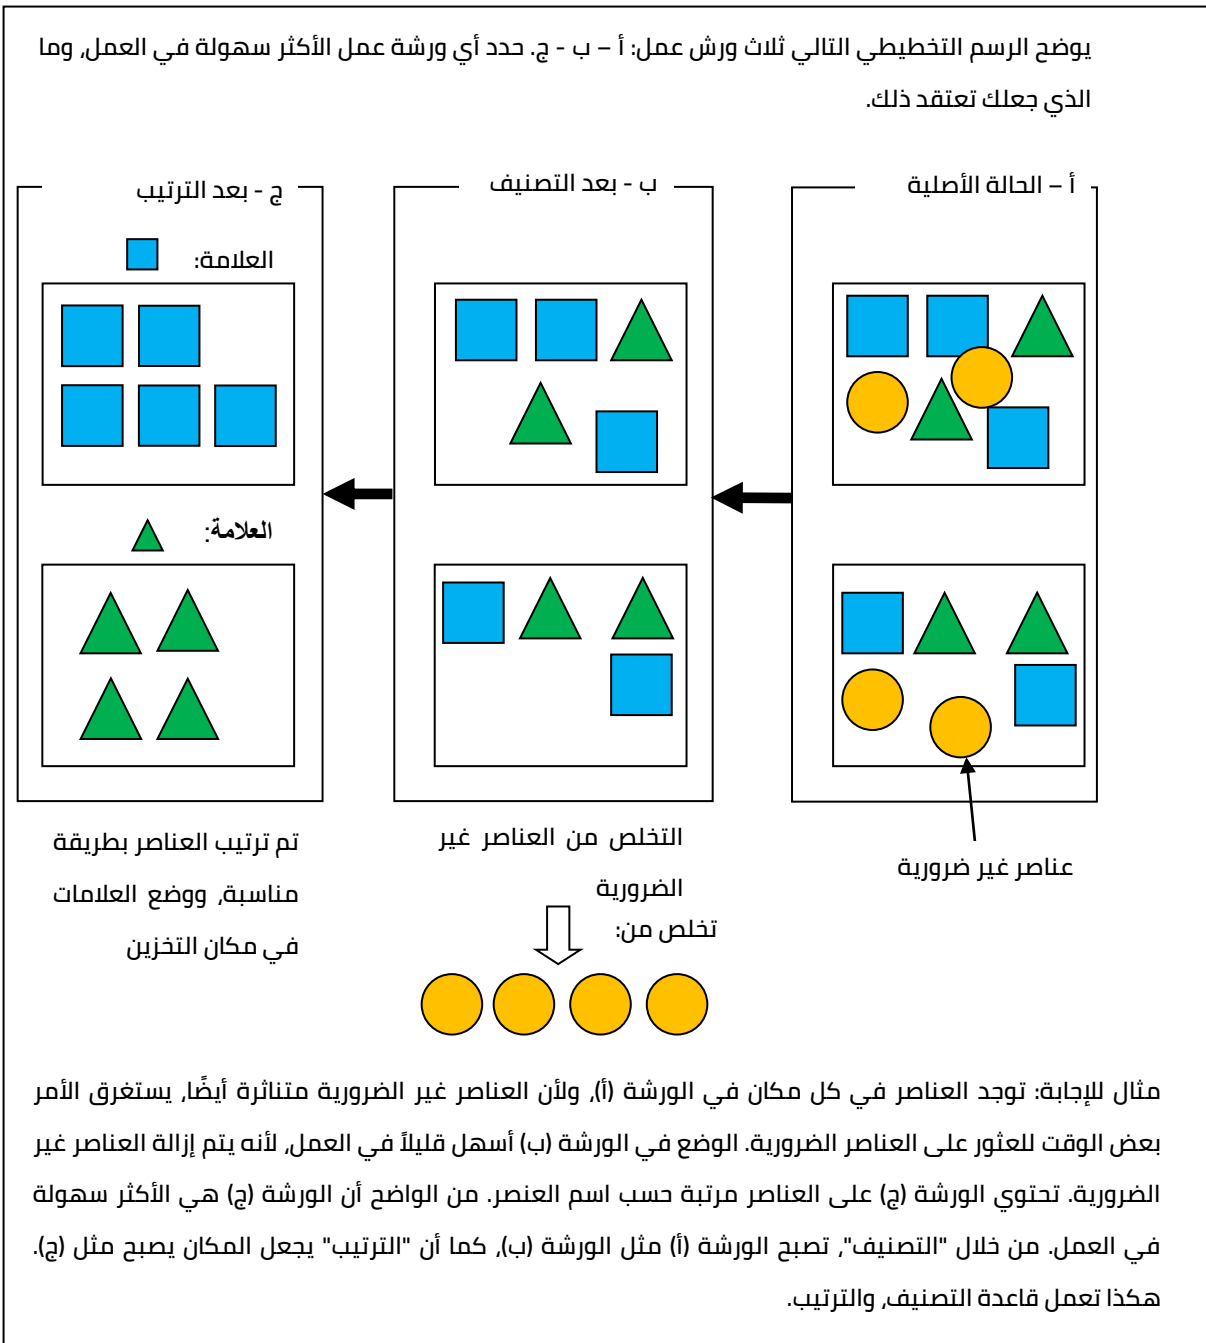 يوضح الرسم التخطيطي التالي ثلاث ورش عمل: أ – ب - ج. حدد أي ورشة عمل الأكثر سهولة في العمل، وما
الذي جعلك تعتقد ذلك.
أ – الحالة الأصلية
ب - بعد التصنيف
ج - بعد الترتيب
العلامة:
العلامة:
عناصر غير ضرورية
التخلص من العناصر غير
الضرورية
تخلص من:
تم ترتيب العناصر بطريقة
مناسبة، ووضع العلامات
في مكان التخزين
مثال للإجابة: توجد العناصر في كل مكان في الورشة (أ)، ولأن العناصر غير الضرورية متناثرة أيضًا، يستغرق الأمر
بعض الوقت للعثور على العناصر الضرورية. الوضع في الورشة (ب) أسهل قليلاً في العمل، لأنه يتم إزالة العناصر غير
الضرورية. تحتوي الورشة (ج) على العناصر مرتبة حسب اسم العنصر. من الواضح أن الورشة (ج) هي الأكثر سهولة
في العمل. من خلال "التصنيف"، تصبح الورشة (أ) مثل الورشة (ب)، كما أن "الترتيب" يجعل المكان يصبح مثل (ج).
هكذا تعمل قاعدة التصنيف، والترتيب.